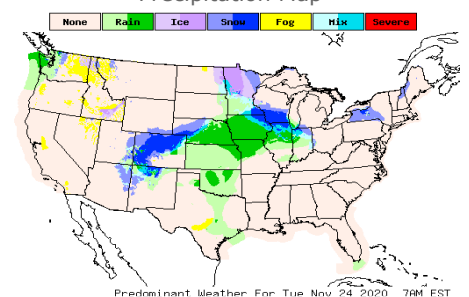 Precipitation Map
None Rain Ice Snow Fog Mix Severe
Predominant Weather For Tue Nov 24 2020 7AM EST